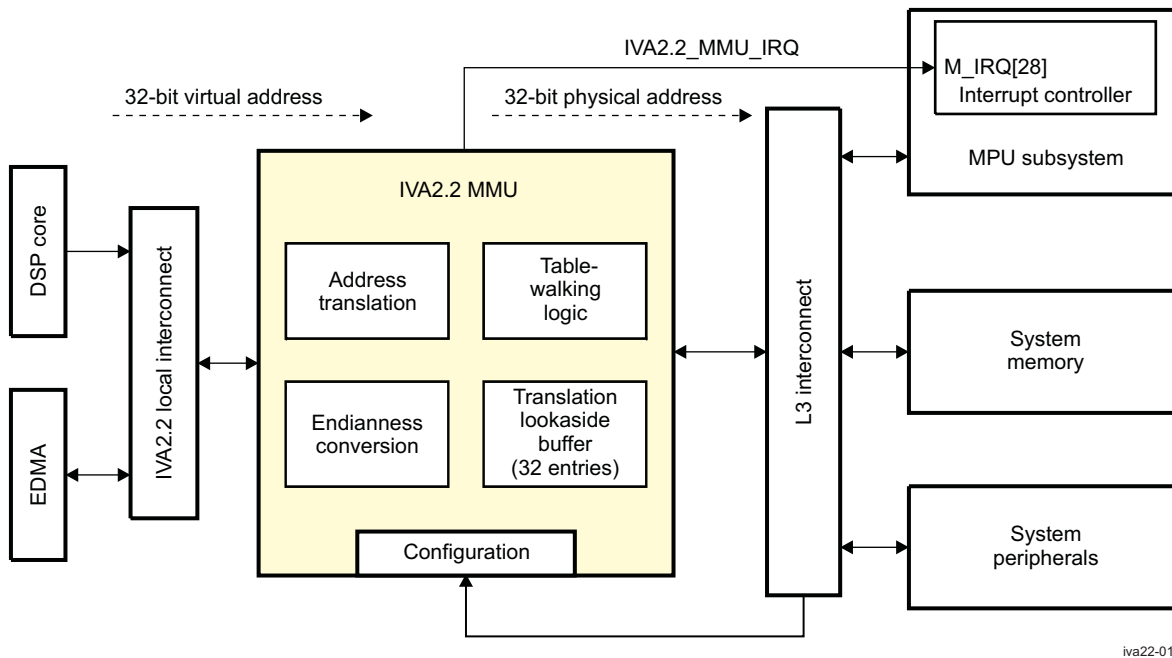 IVA2.2_MMU_IRQ
M_IRQ[28]
Interrupt controller
MPU subsystem
32-bit virtual address
32-bit physical address
DSP core
EDMA
IVA2.2 local interconnect
IVA2.2 MMU
Address
translation
Table-
walking
logic
Endianness
conversion
Translation
lookaside
buffer
(32 entries)
Configuration
L3 interconnect
System
memory
System
peripherals
iva22-01